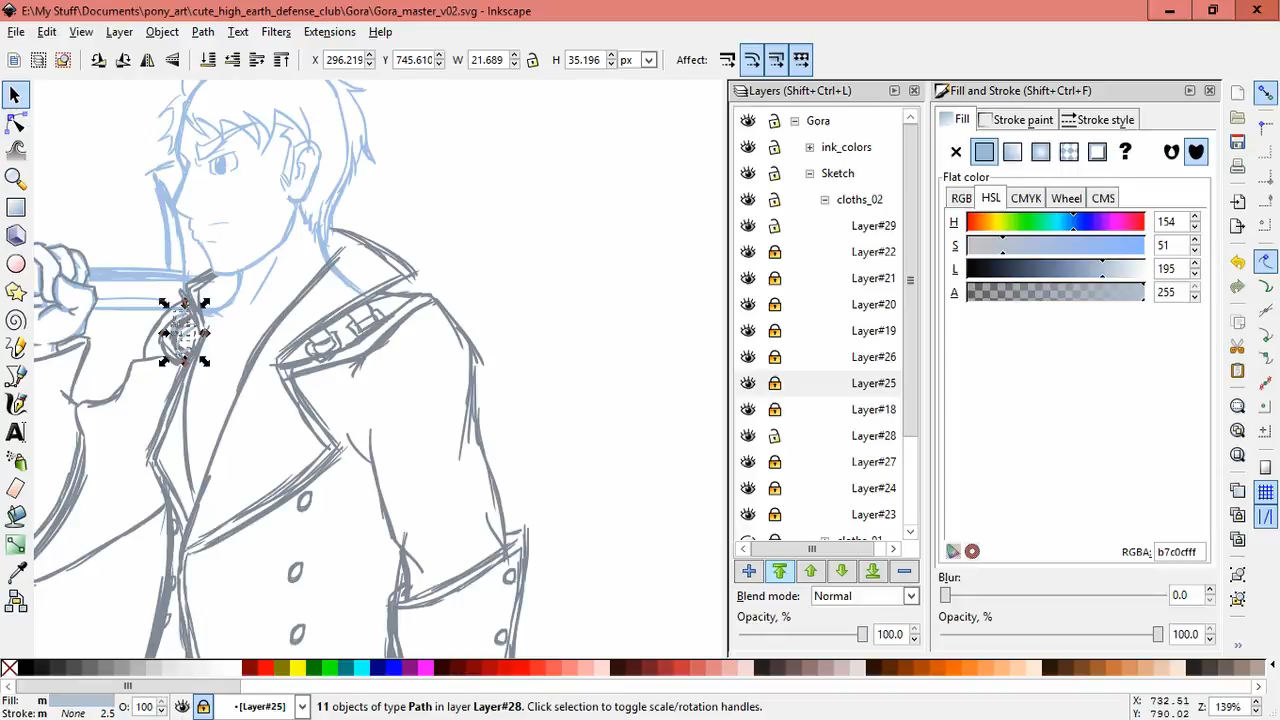 E:\My Stuff\Documents\pony_art\cute_high_earth_defense_club\Gora\Gora_master_v02.svg - Inkscape
File Edit View Layer Object Path Text Filters Extensions Help
X 296.219 Y 745.610 W 21.689 H 35.196 px Affect:
Layers (Shift+Ctrl+L)
Fill and Stroke (Shift+Ctrl+F)
Gora
ink_colors
Sketch
cloths_02
Layer#29
Layer#22
Layer#21
Layer#20
Layer#19
Layer#26
Layer#25
Layer#18
Layer#28
Layer#27
Layer#24
Layer#23
Blend mode: Normal
Opacity, % 100.0
Fill Stroke paint Stroke style
?
Flat color
RGB HSL CMYK Wheel CMS
H 154
S 51
L 195
A 255
RGBA: b7c0cfff
Blur:
0.0
Opacity, %
100.0
Fill: m
Stroke: m None 2.5
O: 100
•[Layer#25]
11 objects of type Path in layer Layer#28. Click selection to toggle scale/rotation handles.
X: 732.51
Y: 790.02
Z: 139%